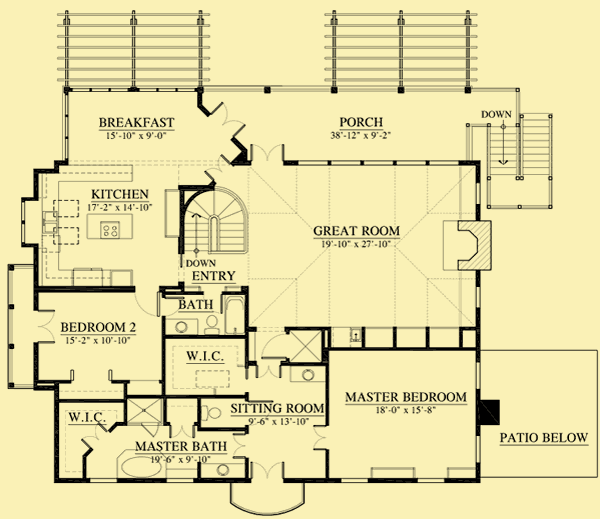 BREAKFAST
15'-10" x 9'-0"
PORCH
38'-12" x 9'-2"
DOWN
KITCHEN
17'-2" x 14'-10"
GREAT ROOM
19'-10" x 27'-10"
DOWN
ENTRY
BATH
BEDROOM 2
15'-2" x 10'-10"
W.I.C.
MASTER BEDROOM
18'-0" x 15'-8"
SITTING ROOM
9'-6" x 13'-10"
W.I.C.
MASTER BATH
19'-6" x 9'-10"
PATIO BELOW